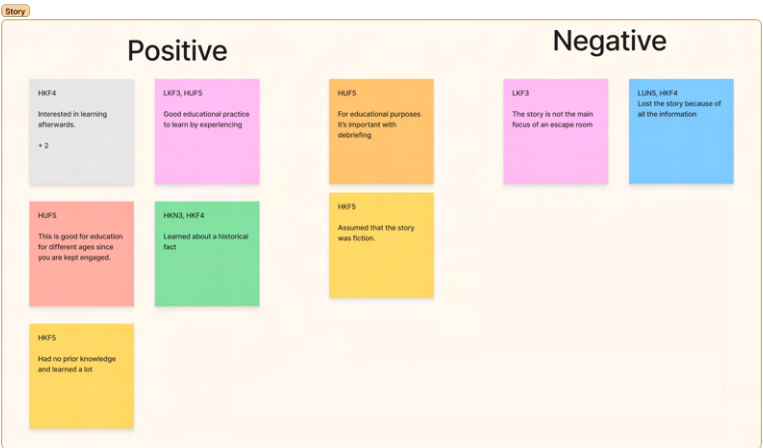 Story
Positive
Negative
HKF4
Interested in learning
afterwards.
+ 2
LKF3, HUF5
Good educational practice
to learn by experiencing
HUF5
For educational purposes
it's important with
debriefing
LKF3
The story is not the main
focus of an escape room
LUN5, HKF4
Lost the story because of
all the information
HUF5
This is good for education
for different ages since
you are kept engaged.
HKN3, HKF4
Learned about a historical
fact
HKF5
Assumed that the story
was fiction.
HKF5
Had no prior knowledge
and learned a lot